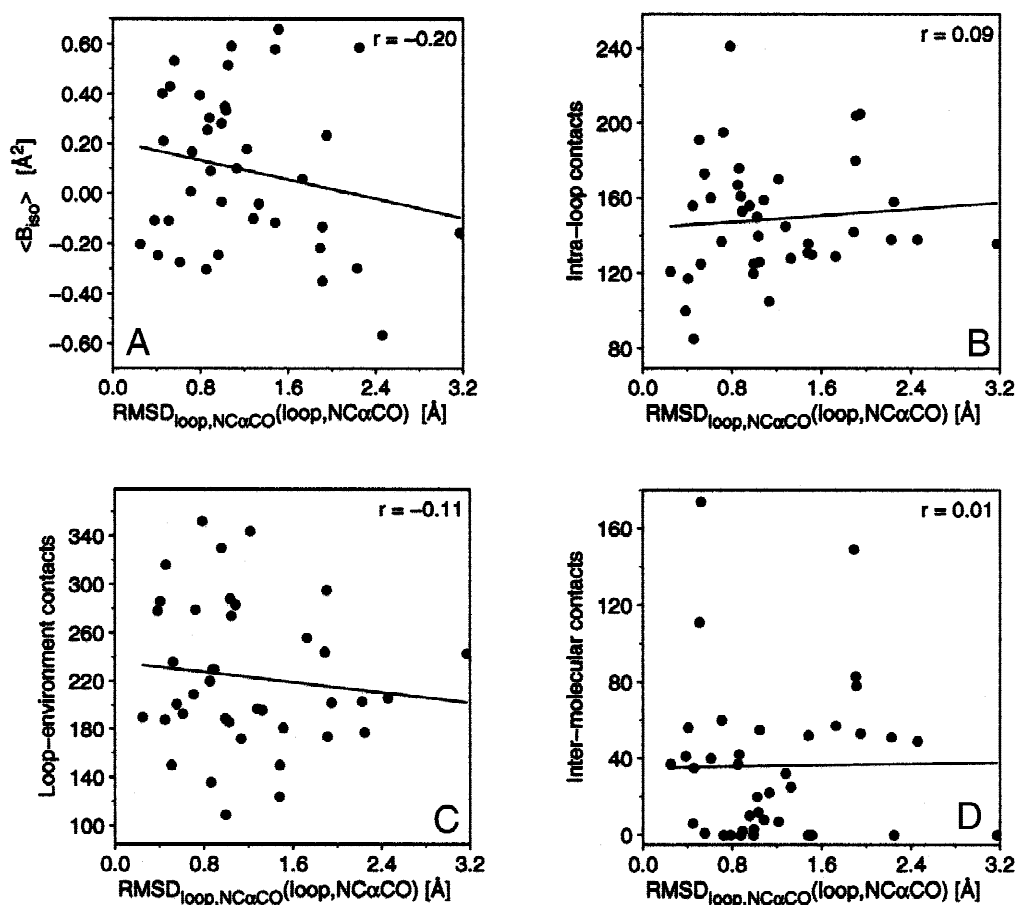 r = −0.20
<B_iso> [Å²]
0.60
0.40
0.20
0.00
−0.20
−0.40
−0.60
A
0.0 0.8 1.6 2.4 3.2
RMSD_loop,NCαCO(loop,NCαCO) [Å]
r = 0.09
Intra−loop contacts
240
200
160
120
80
B
0.0 0.8 1.6 2.4 3.2
RMSD_loop,NCαCO(loop,NCαCO) [Å]
r = −0.11
Loop−environment contacts
340
300
260
220
180
140
100
C
0.0 0.8 1.6 2.4 3.2
RMSD_loop,NCαCO(loop,NCαCO) [Å]
r = 0.01
Inter−molecular contacts
160
120
80
40
0
D
0.0 0.8 1.6 2.4 3.2
RMSD_loop,NCαCO(loop,NCαCO) [Å]